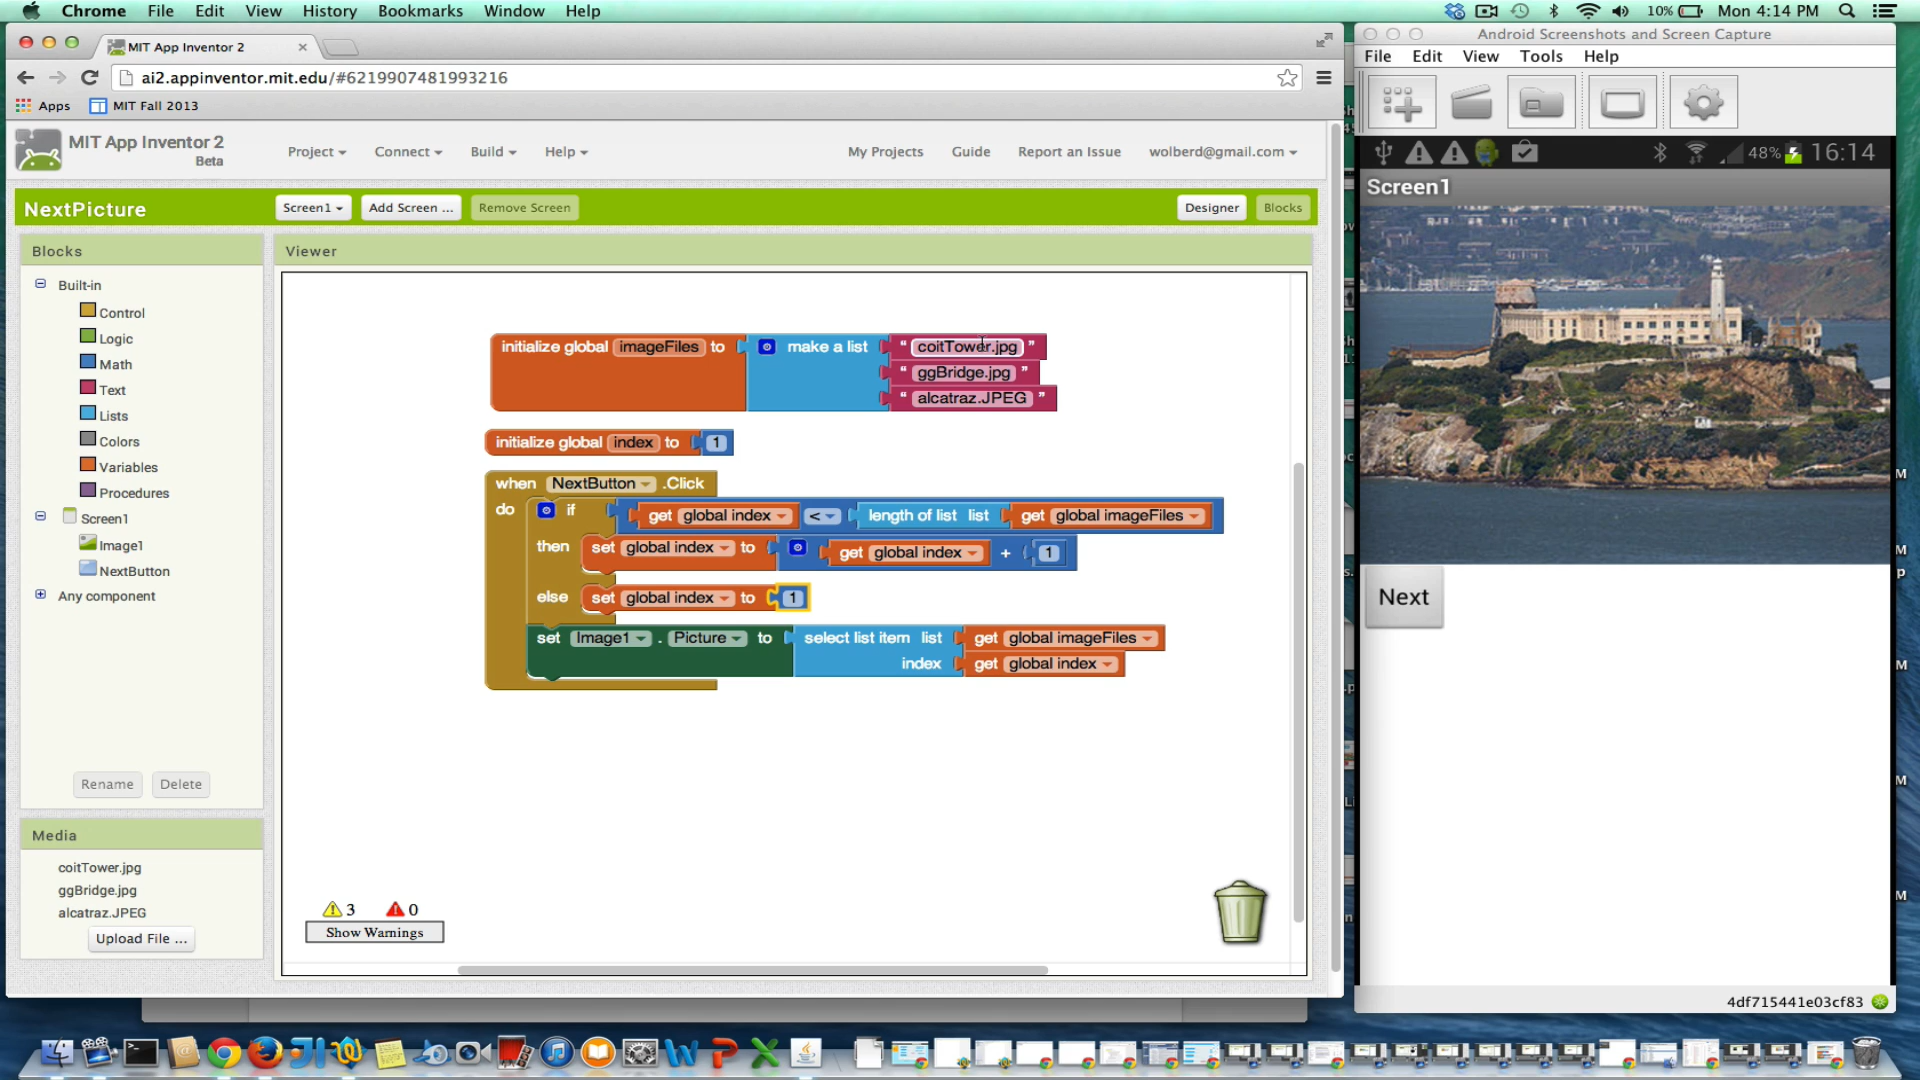 Chrome File Edit View History Bookmarks Window Help
10% Mon 4:14 PM
MIT App Inventor 2
ai2.appinventor.mit.edu/#6219907481993216
Apps MIT Fall 2013
MIT App Inventor 2
Beta
Project Connect Build Help
My Projects Guide Report an Issue wolberd@gmail.com
NextPicture Screen1 Add Screen ... Remove Screen Designer Blocks
Blocks
Built-in
Control
Logic
Math
Text
Lists
Colors
Variables
Procedures
Screen1
Image1
NextButton
Any component
Rename Delete
Media
coitTower.jpg
ggBridge.jpg
alcatraz.JPEG
Upload File ...
Viewer
initialize global imageFiles to make a list " coitTower.jpg "
" ggBridge.jpg "
" alcatraz.JPEG "
initialize global index to 1
when NextButton .Click
do if get global index < length of list list get global imageFiles
then set global index to get global index + 1
else set global index to 1
set Image1 . Picture to select list item list get global imageFiles
index get global index
3 0
Show Warnings
Android Screenshots and Screen Capture
File Edit View Tools Help
48% 16:14
Screen1
Next
4df715441e03cf83